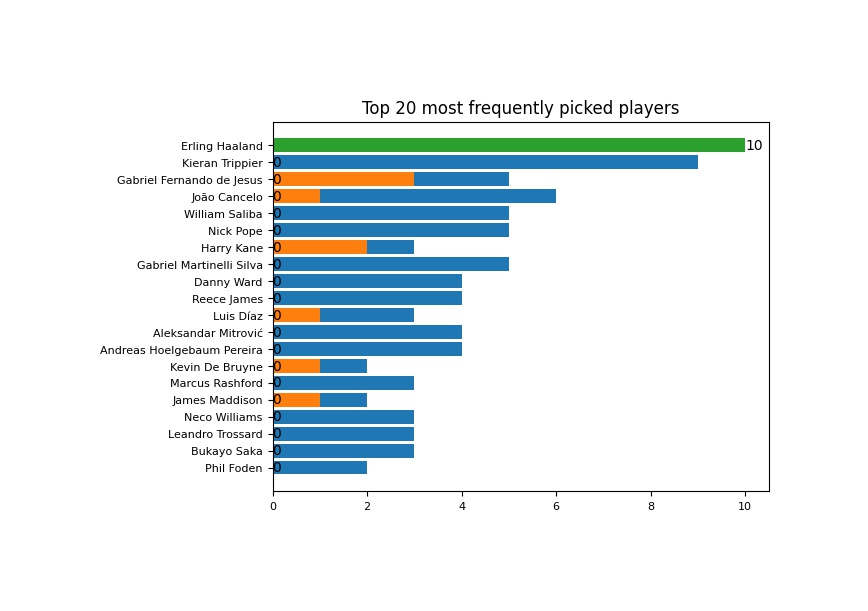 Top 20 most frequently picked players
Erling Haaland 10
Kieran Trippier 0
Gabriel Fernando de Jesus 0
João Cancelo 0
William Saliba 0
Nick Pope 0
Harry Kane 0
Gabriel Martinelli Silva 0
Danny Ward 0
Reece James 0
Luis Díaz 0
Aleksandar Mitrović 0
Andreas Hoelgebaum Pereira 0
Kevin De Bruyne 0
Marcus Rashford 0
James Maddison 0
Neco Williams 0
Leandro Trossard 0
Bukayo Saka 0
Phil Foden 0
0 2 4 6 8 10